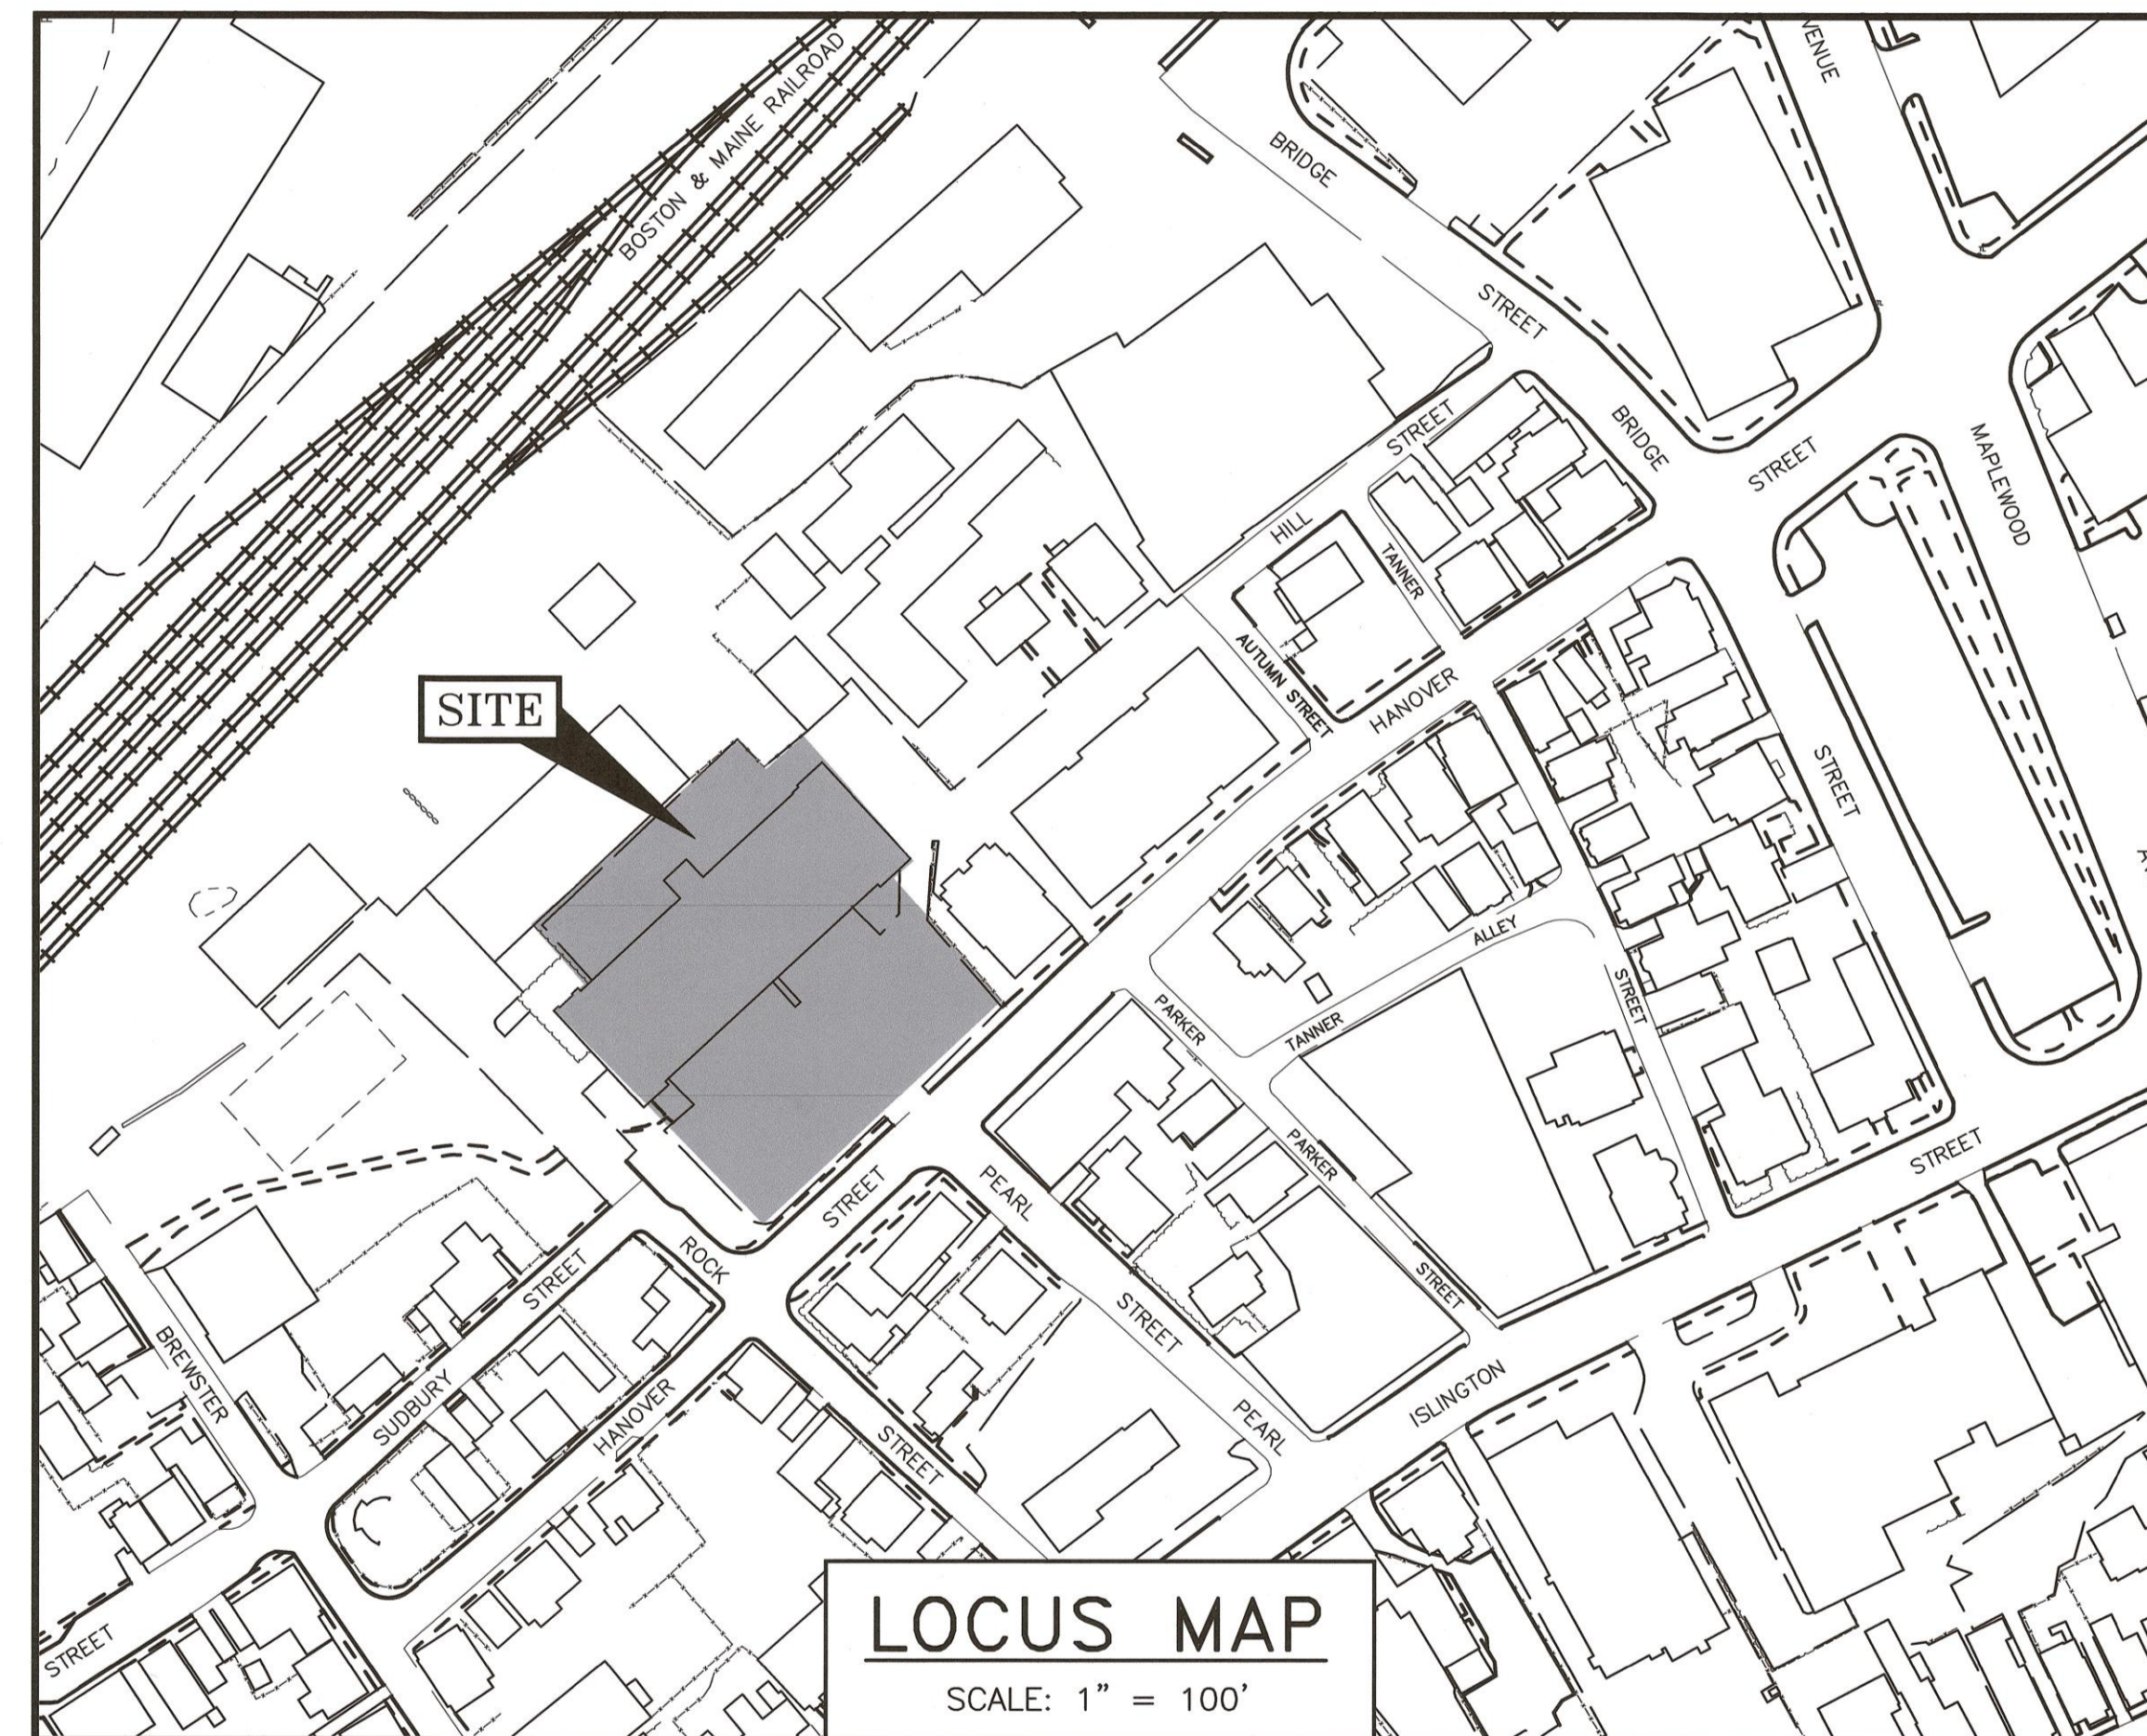 BOSTON & MAINE RAILROAD
VENUE
BRIDGE
STREET
STREET
BRIDGE
STREET
MAPLEWOOD
HILL
TANNER
AUTUMN STREET
HANOVER
SITE
STREET
ALLEY
STREET
PARKER
TANNER
PARKER
STREET
PEARL
STREET
ROCK
STREET
STREET
STREET
BREWSTER
SUDBURY
HANOVER
PEARL
ISLINGTON
STREET
STREET
LOCUS MAP
SCALE: 1" = 100'